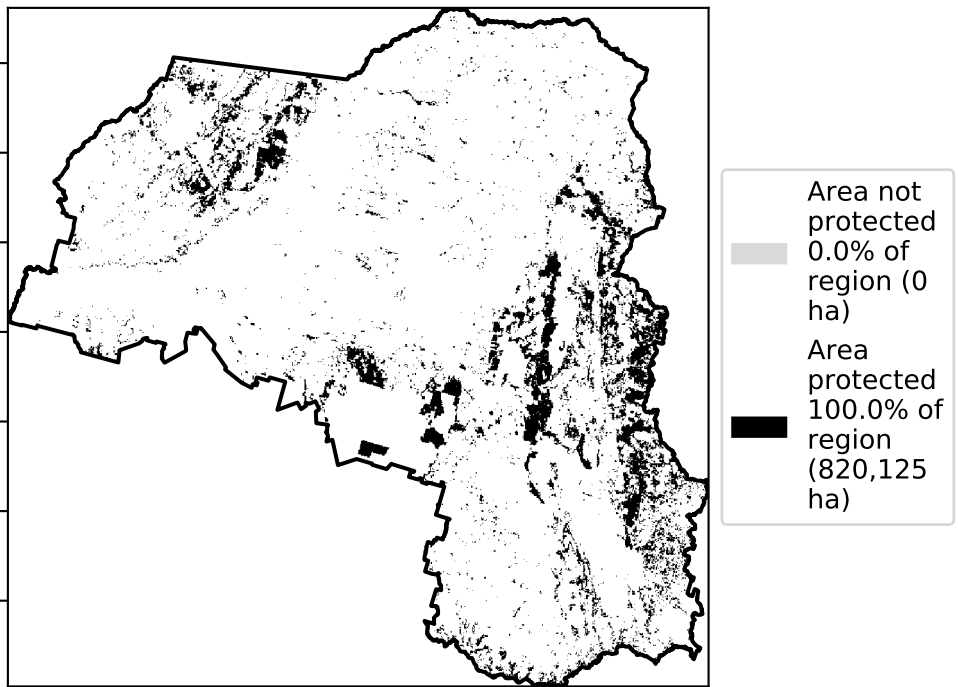 Area not
protected
0.0% of
region (0
ha)
Area
protected
100.0% of
region
(820,125
ha)